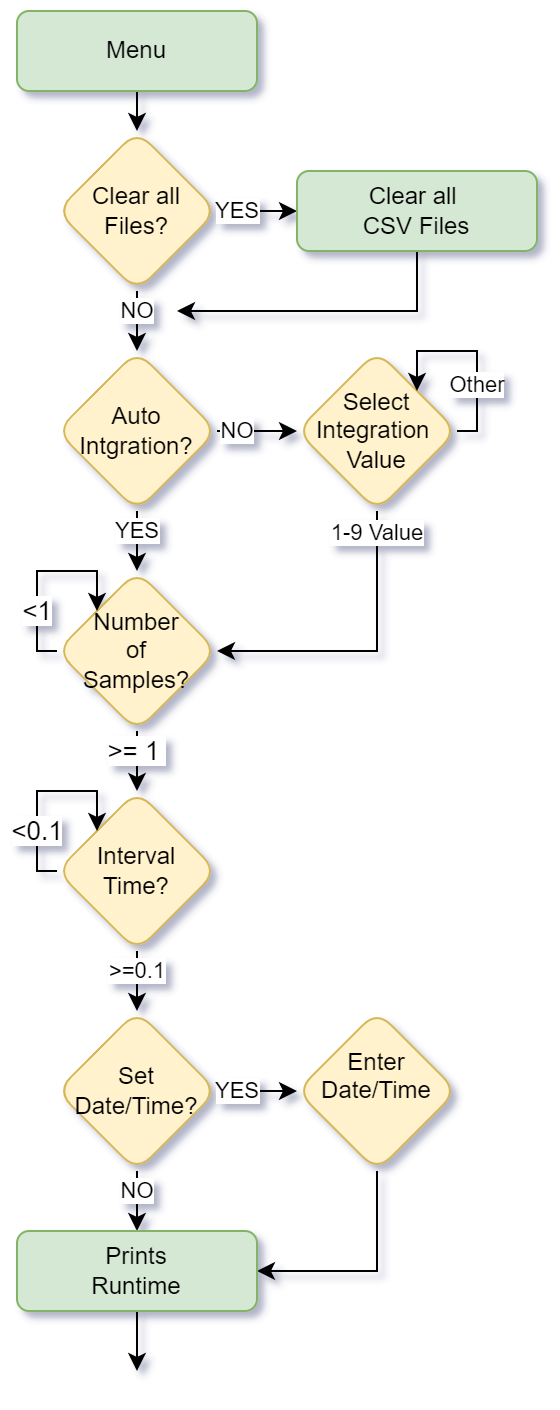 Menu
Clear all
Files?
YES
Clear all
CSV Files
NO
Auto
Intgration?
NO
Select
Integration
Value
Other
YES
1-9 Value
<1
Number
of
Samples?
>= 1
<0.1
Interval
Time?
>=0.1
Set
Date/Time?
YES
Enter
Date/Time
NO
Prints
Runtime